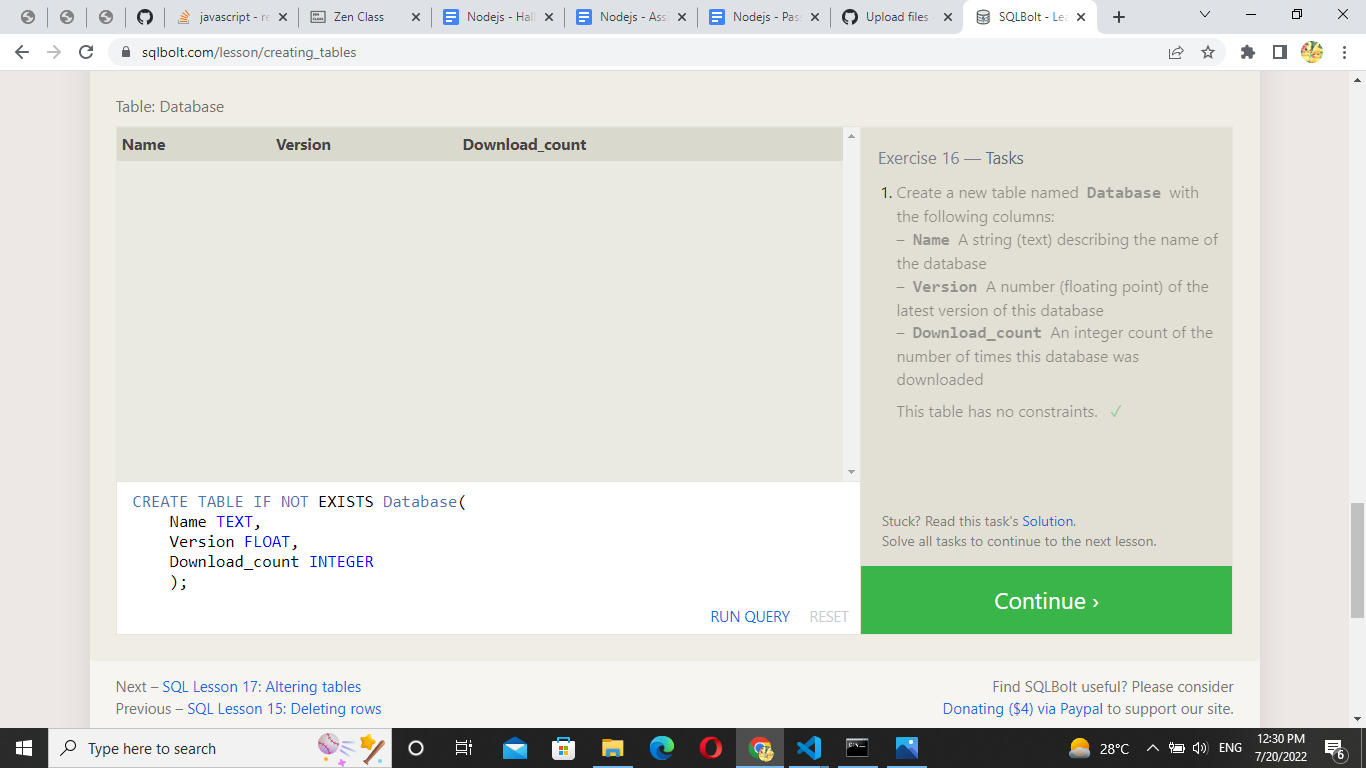 javascript - re
Zen Class
Nodejs - Hall
Nodejs - Ass
Nodejs - Pas
Upload files
SQLBolt - Lea
sqlbolt.com/lesson/creating_tables
Table: Database
Name Version Download_count
Exercise 16 — Tasks
1. Create a new table named Database with
the following columns:
– Name A string (text) describing the name of
the database
– Version A number (floating point) of the
latest version of this database
– Download_count An integer count of the
number of times this database was
downloaded
This table has no constraints. ✓
CREATE TABLE IF NOT EXISTS Database(
Name TEXT,
Version FLOAT,
Download_count INTEGER
);
RUN QUERY RESET
Stuck? Read this task's Solution.
Solve all tasks to continue to the next lesson.
Continue ›
Next – SQL Lesson 17: Altering tables
Previous – SQL Lesson 15: Deleting rows
Find SQLBolt useful? Please consider
Donating ($4) via Paypal to support our site.
Type here to search
28°C
ENG
12:30 PM
7/20/2022
6